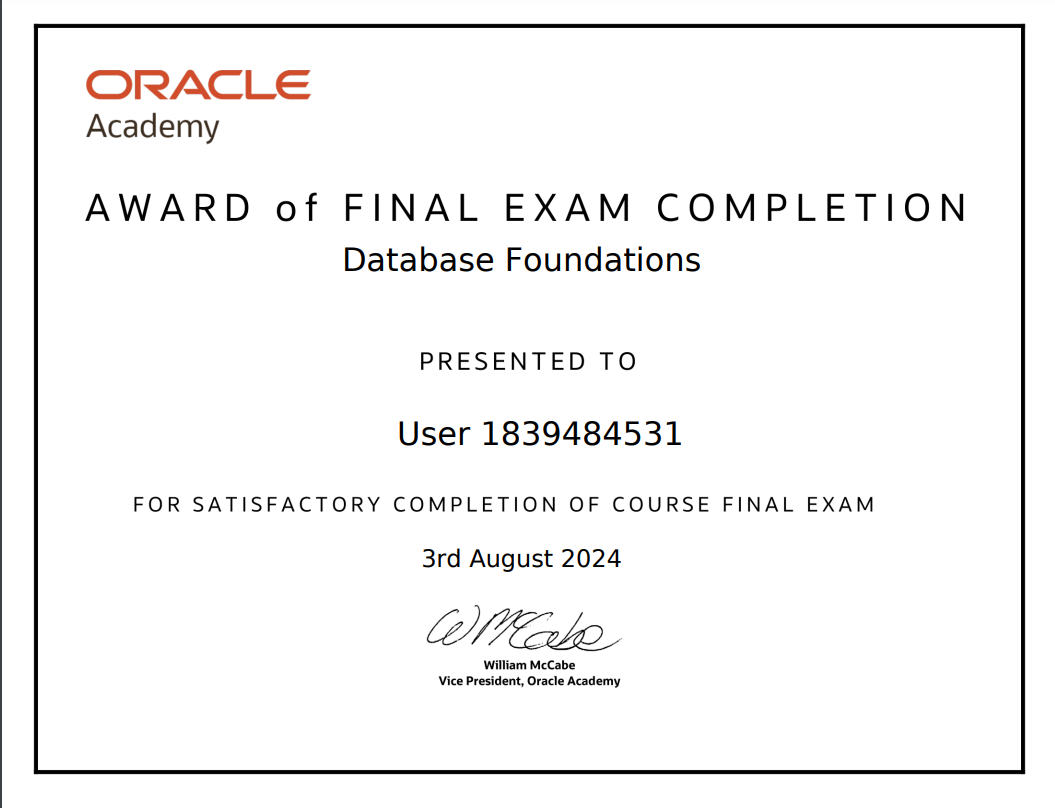 ORACLE
Academy
AWARD of FINAL EXAM COMPLETION
Database Foundations
PRESENTED TO
User 1839484531
FOR SATISFACTORY COMPLETION OF COURSE FINAL EXAM
3rd August 2024
W McCabe
William McCabe
Vice President, Oracle Academy